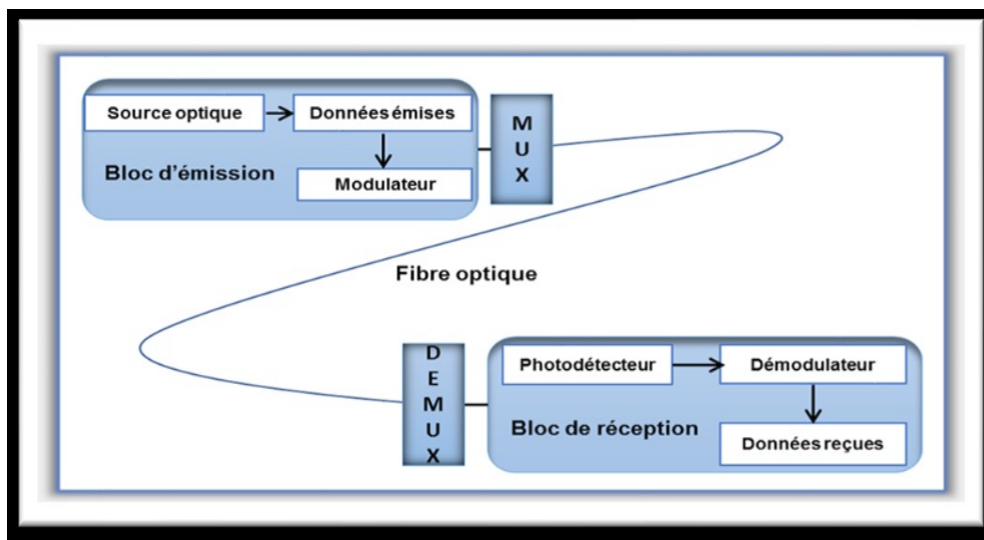 Source optique
Données émises
Bloc d'émission
Modulateur
M
U
X
Fibre optique
D
E
M
U
X
Photodétecteur
Démodulateur
Bloc de réception
Données reçues